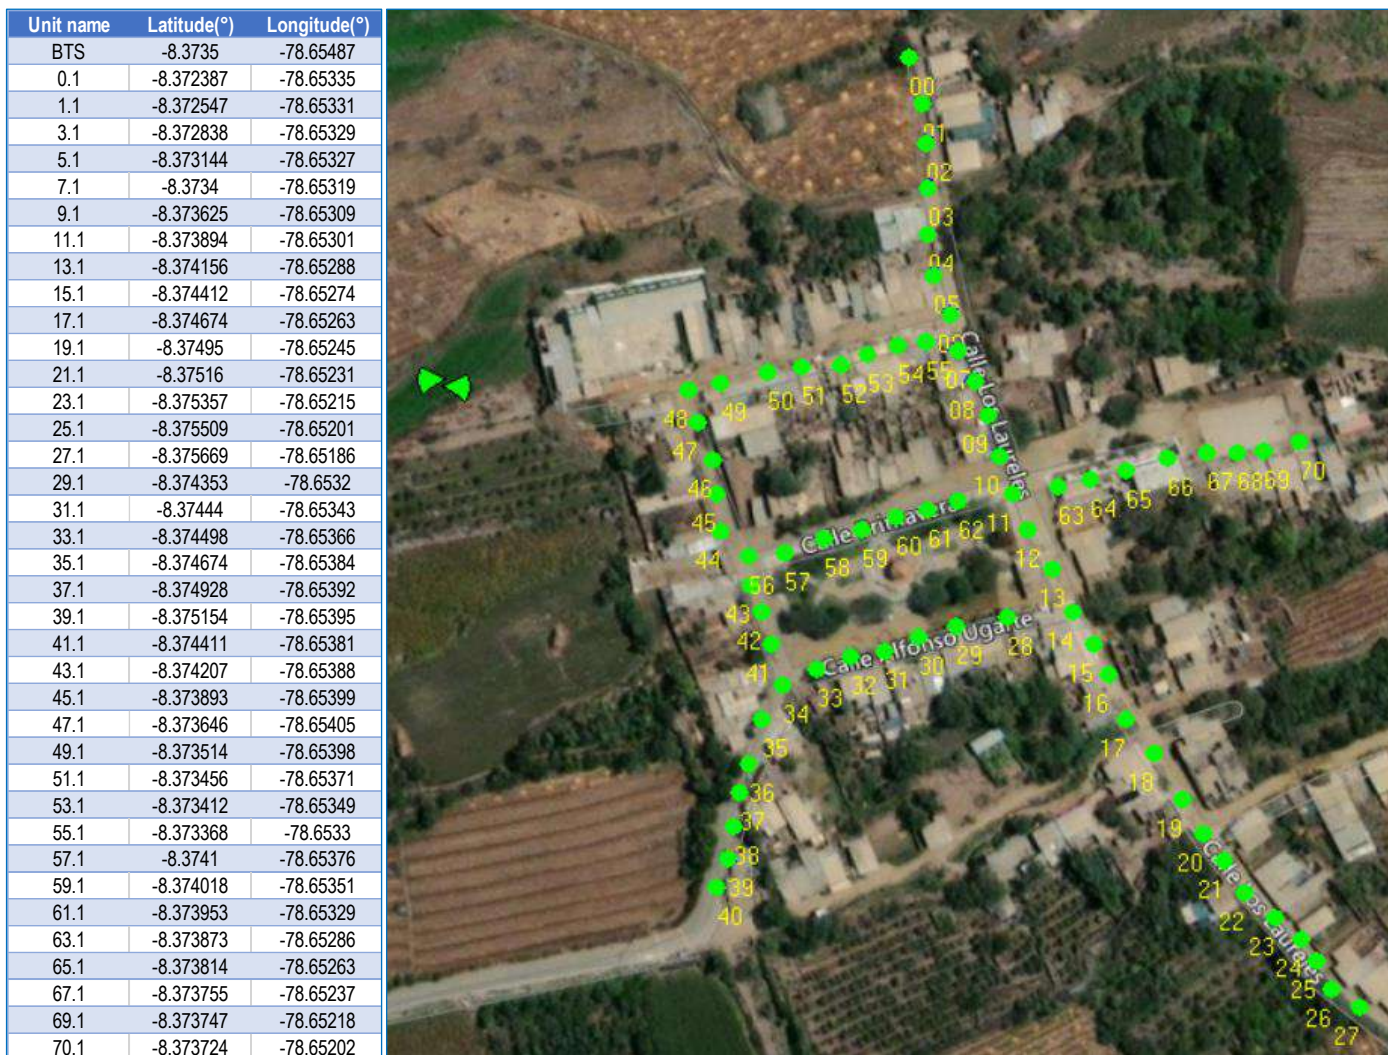 Unit name Latitude(°) Longitude(°)
BTS -8.3735 -78.65487
0.1 -8.372387 -78.65335
1.1 -8.372547 -78.65331
3.1 -8.372838 -78.65329
5.1 -8.373144 -78.65327
7.1 -8.3734 -78.65319
9.1 -8.373625 -78.65309
11.1 -8.373894 -78.65301
13.1 -8.374156 -78.65288
15.1 -8.374412 -78.65274
17.1 -8.374674 -78.65263
19.1 -8.37495 -78.65245
21.1 -8.37516 -78.65231
23.1 -8.375357 -78.65215
25.1 -8.375509 -78.65201
27.1 -8.375669 -78.65186
29.1 -8.374353 -78.6532
31.1 -8.37444 -78.65343
33.1 -8.374498 -78.65366
35.1 -8.374674 -78.65384
37.1 -8.374928 -78.65392
39.1 -8.375154 -78.65395
41.1 -8.374411 -78.65381
43.1 -8.374207 -78.65388
45.1 -8.373893 -78.65399
47.1 -8.373646 -78.65405
49.1 -8.373514 -78.65398
51.1 -8.373456 -78.65371
53.1 -8.373412 -78.65349
55.1 -8.373368 -78.6533
57.1 -8.3741 -78.65376
59.1 -8.374018 -78.65351
61.1 -8.373953 -78.65329
63.1 -8.373873 -78.65286
65.1 -8.373814 -78.65263
67.1 -8.373755 -78.65237
69.1 -8.373747 -78.65218
70.1 -8.373724 -78.65202
00
01
02
03
04
05
06
07
08
09
10
11
12
13
14
15
16
17
18
19
20
21
22
23
24
25
26
27
48 49 50 51 52 53 54 55
47
46
45
44
43
42
41
56 57 58 59 60 61 62
63 64 65 66 67 68 69 70
34 33 32 31 30 29 28
35
36
37
38
39
40
Calle Los Laureles
Calle Primavera
Calle Alfonso Ugarte
Calle Los Laureles